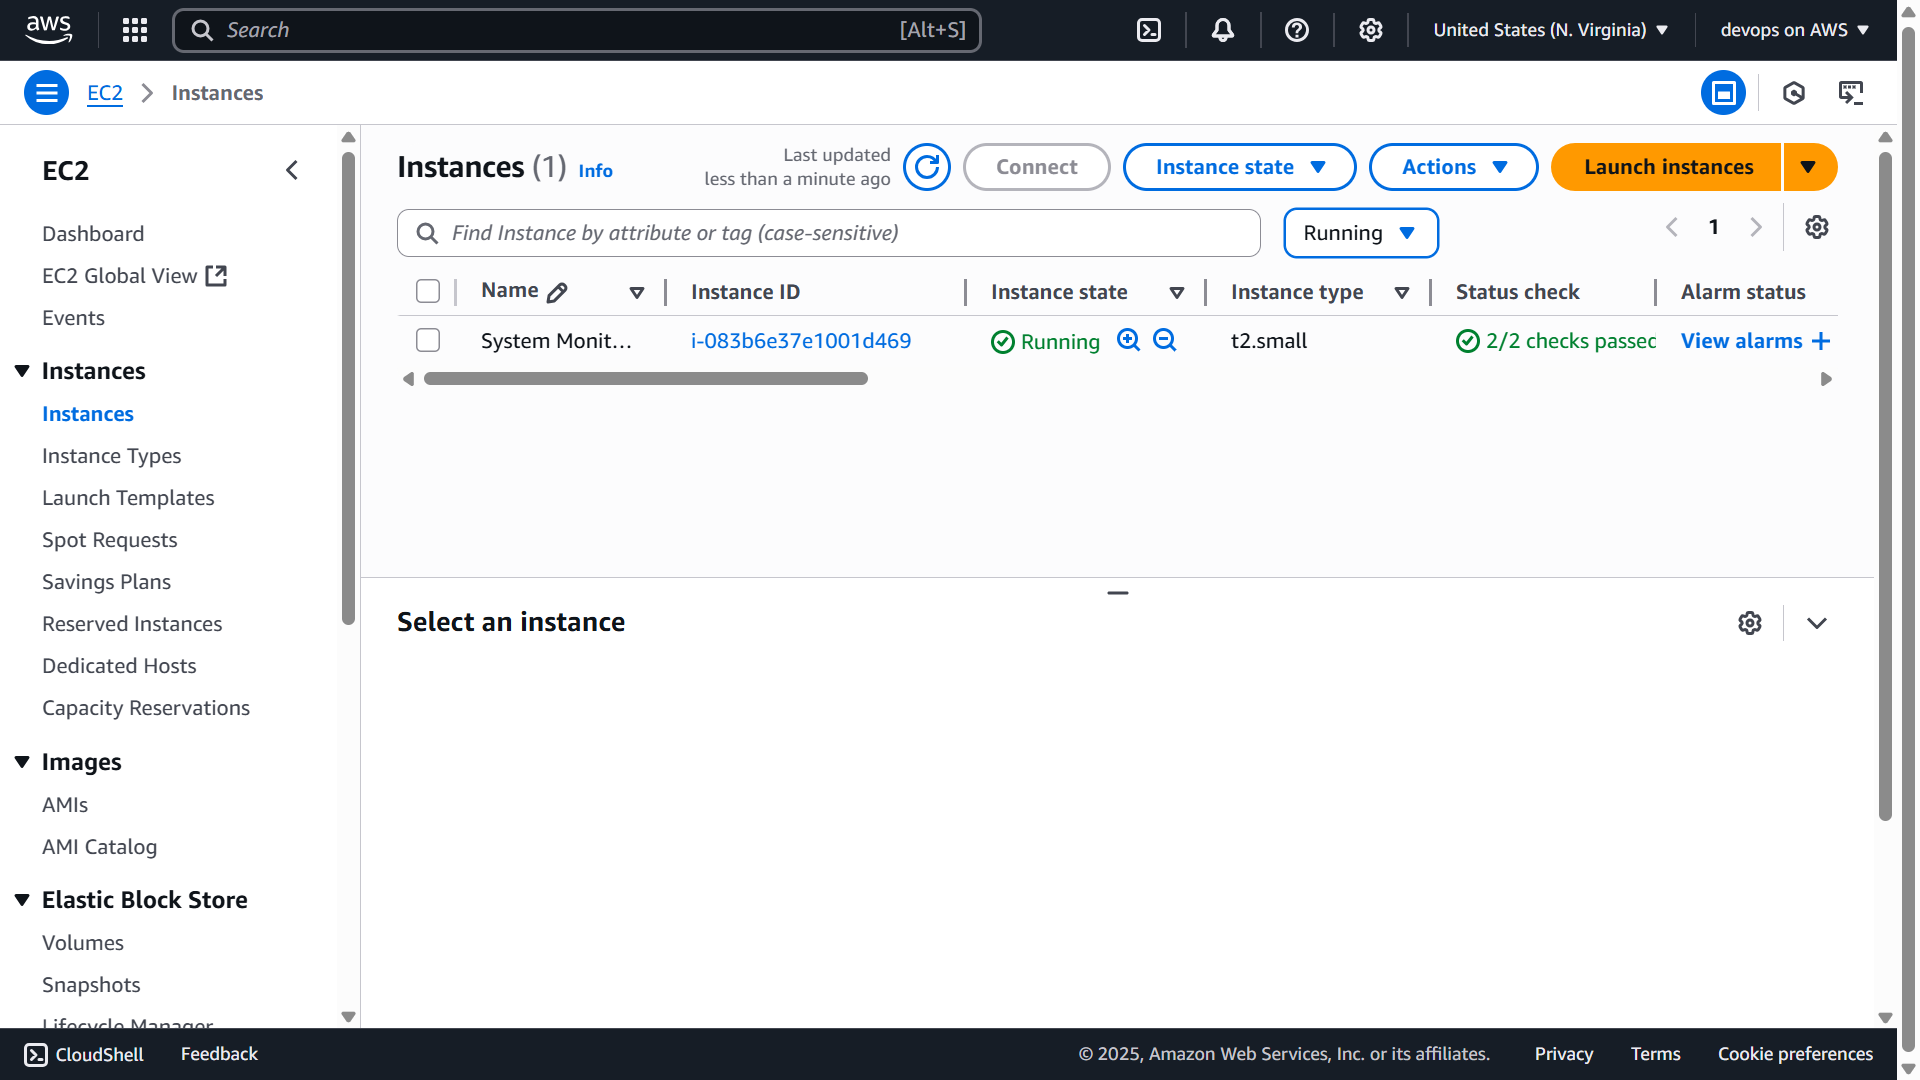 aws
Search
[Alt+S]
United States (N. Virginia)
devops on AWS
EC2
Instances
EC2
Dashboard
EC2 Global View
Events
Instances
Instances
Instance Types
Launch Templates
Spot Requests
Savings Plans
Reserved Instances
Dedicated Hosts
Capacity Reservations
Images
AMIs
AMI Catalog
Elastic Block Store
Volumes
Snapshots
Lifecycle Manager
Instances (1) Info
Last updated
less than a minute ago
Connect
Instance state
Actions
Launch instances
Find Instance by attribute or tag (case-sensitive)
Running
1
Name
Instance ID
Instance state
Instance type
Status check
Alarm status
System Monit...
i-083b6e37e1001d469
Running
t2.small
2/2 checks passed
View alarms
Select an instance
CloudShell
Feedback
© 2025, Amazon Web Services, Inc. or its affiliates.
Privacy
Terms
Cookie preferences